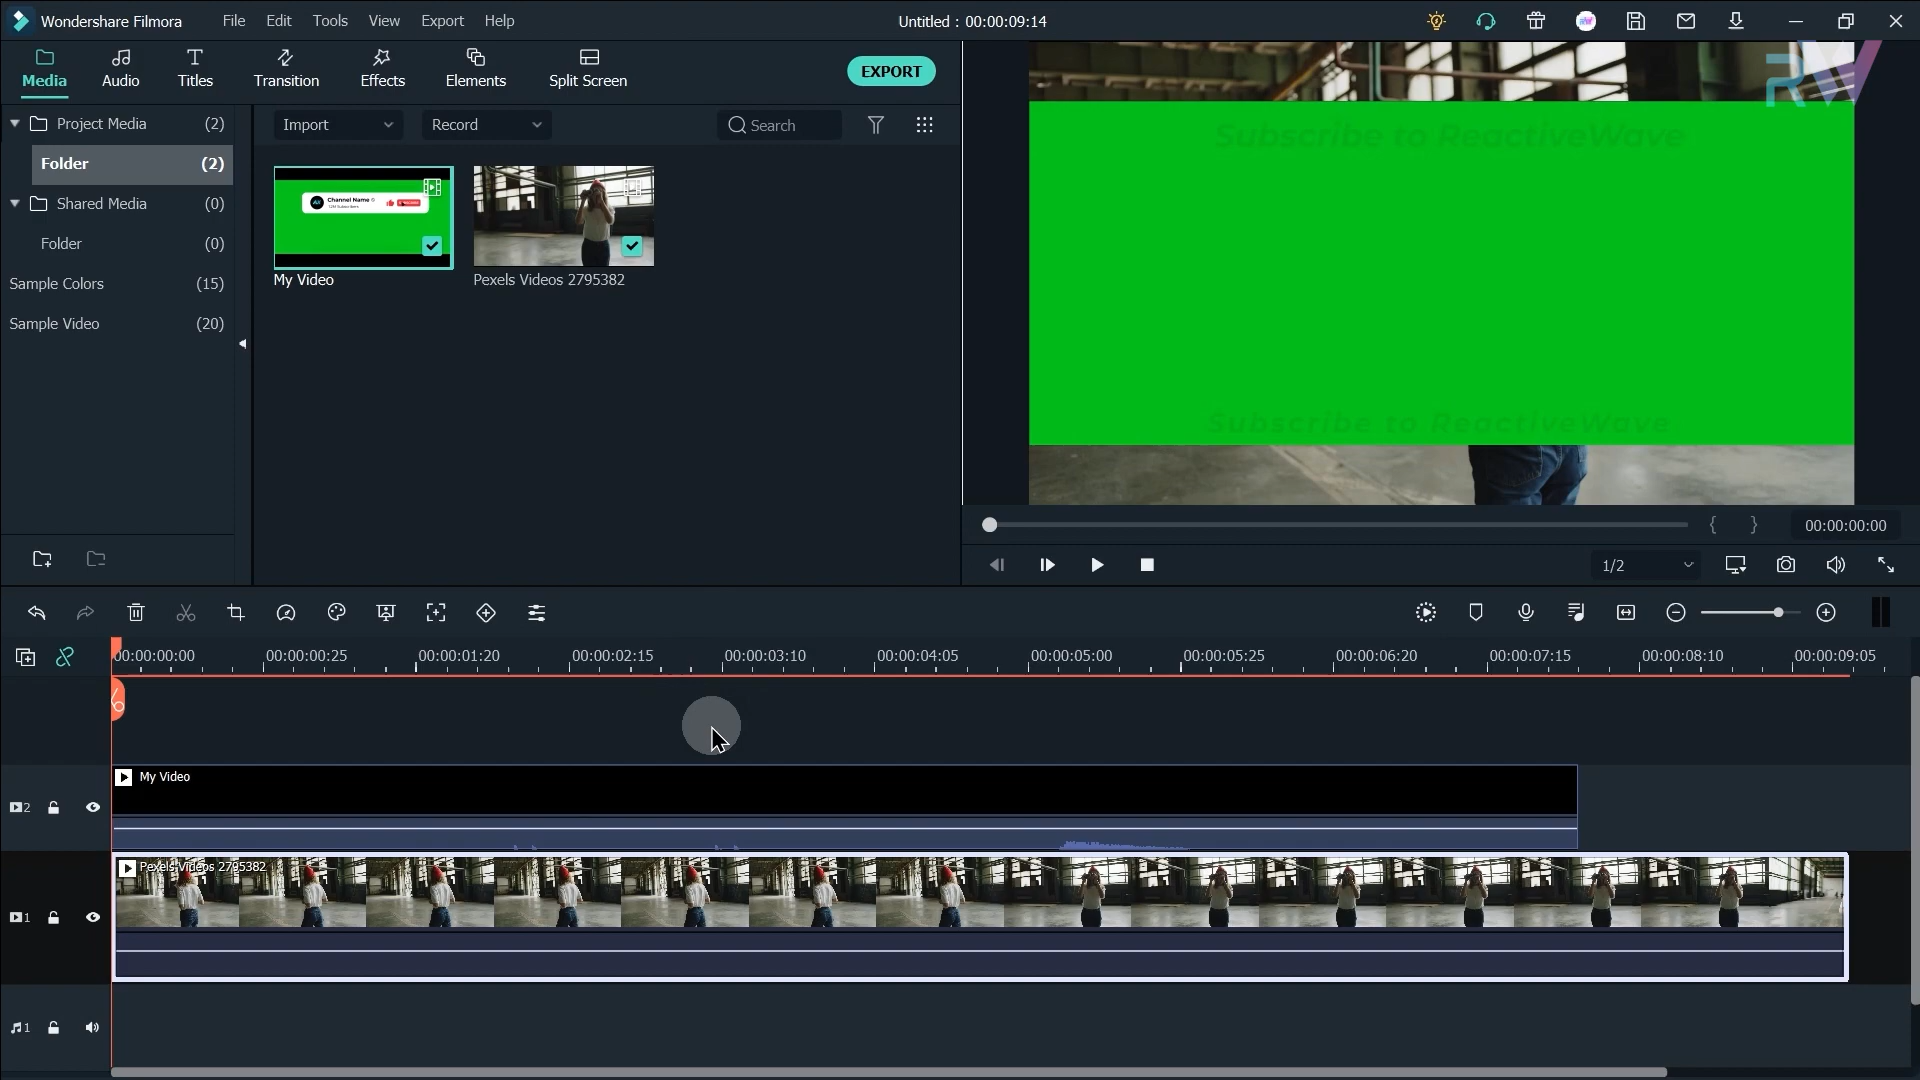 Wondershare Filmora File Edit Tools View Export Help Untitled : 00:00:09:14
Media Audio Titles Transition Effects Elements Split Screen EXPORT
Project Media (2)
Folder (2)
Shared Media (0)
Folder (0)
Sample Colors (15)
Sample Video (20)
Import Record Search
Channel Name
My Video
Pexels Videos 2795382
RW
Subscribe to ReactiveWave
Subscribe to ReactiveWave
{ } 00:00:00:00
1/2
00:00:00:00 00:00:00:25 00:00:01:20 00:00:02:15 00:00:03:10 00:00:04:05 00:00:05:00 00:00:05:25 00:00:06:20 00:00:07:15 00:00:08:10 00:00:09:05
My Video
2
Pexels Videos 2795382
1
1